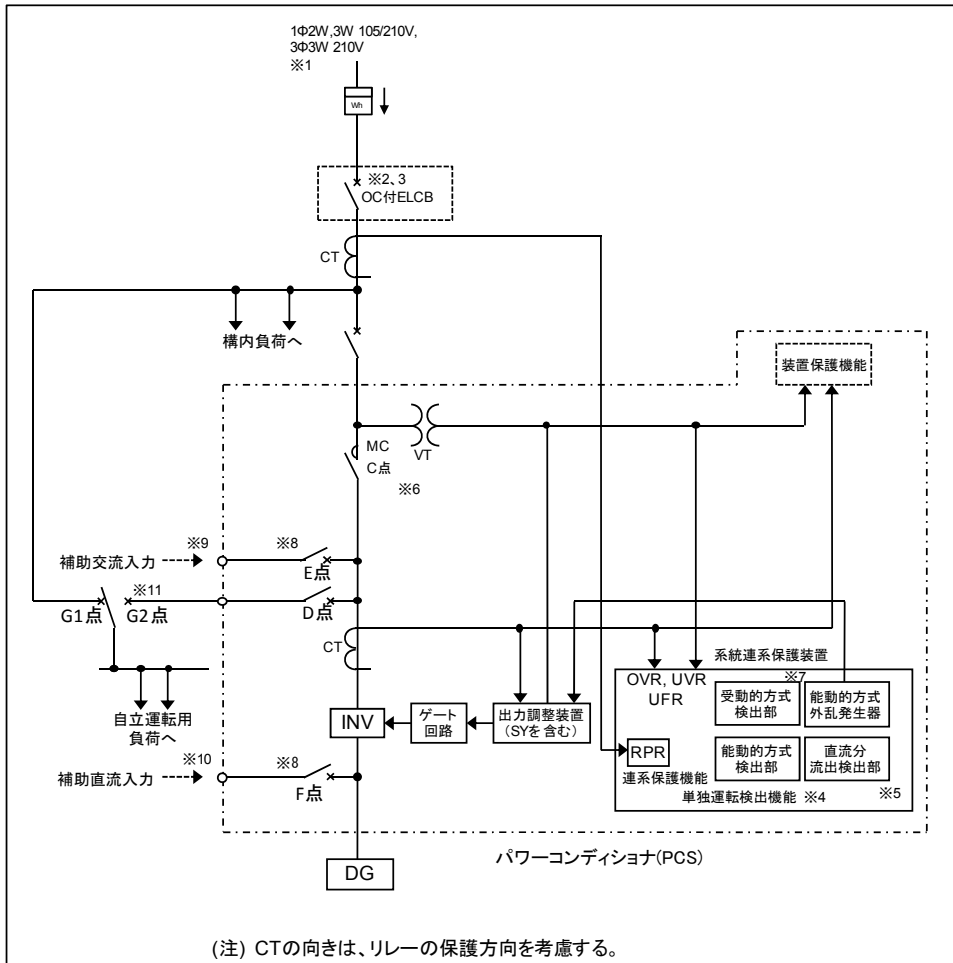 1Φ2W,3W 105/210V,
3Φ3W 210V
※1
Wh
※2、3
OC付ELCB
CT
構内負荷へ
装置保護機能
VT
MC
C点
※6
補助交流入力
※9
※8
E点
※11
G1点
G2点
D点
CT
自立運転用
負荷へ
INV
ゲート
回路
出力調整装置
(SYを含む)
系統連系保護装置
OVR, UVR
UFR
※7
受動的方式
検出部
能動的方式
外乱発生器
RPR
連系保護機能
能動的方式
検出部
直流分
流出検出部
単独運転検出機能 ※4
※5
補助直流入力
※10
※8
F点
パワーコンディショナ(PCS)
DG
(注) CTの向きは、リレーの保護方向を考慮する。